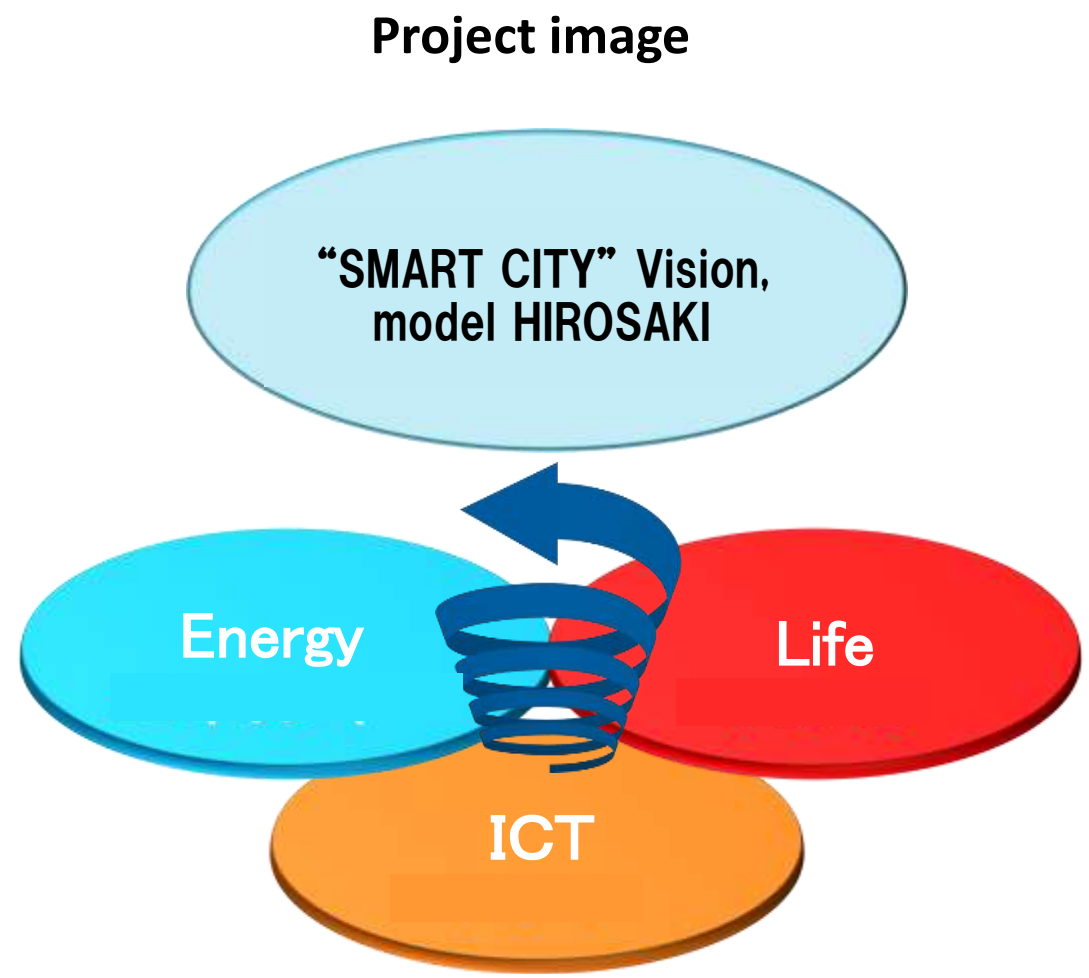 Project image
“SMART CITY” Vision,
model HIROSAKI
Energy
Life
ICT